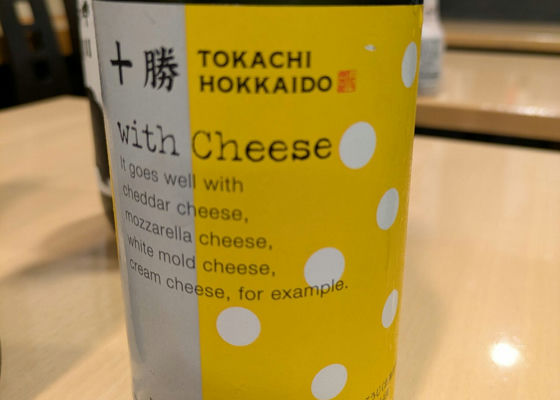 十勝
TOKACHI
HOKKAIDO
with Cheese
It goes well with
cheddar cheese,
mozzarella cheese,
white mold cheese,
cream cheese, for example.